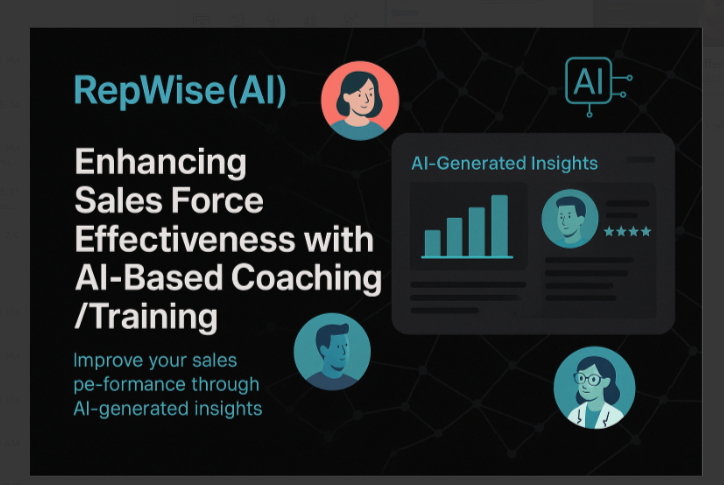 RepWise(AI)
Enhancing
Sales Force
Effectiveness with
AI-Based Coaching
/Training
Improve your sales
pe-formance through
AI-generated insights
AI
AI-Generated Insights